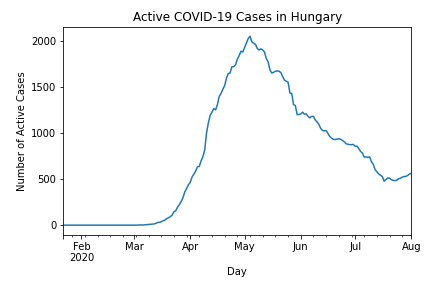 Active COVID-19 Cases in Hungary
Number of Active Cases
2000
1500
1000
500
0
Feb Mar Apr May Jun Jul Aug
2020
Day